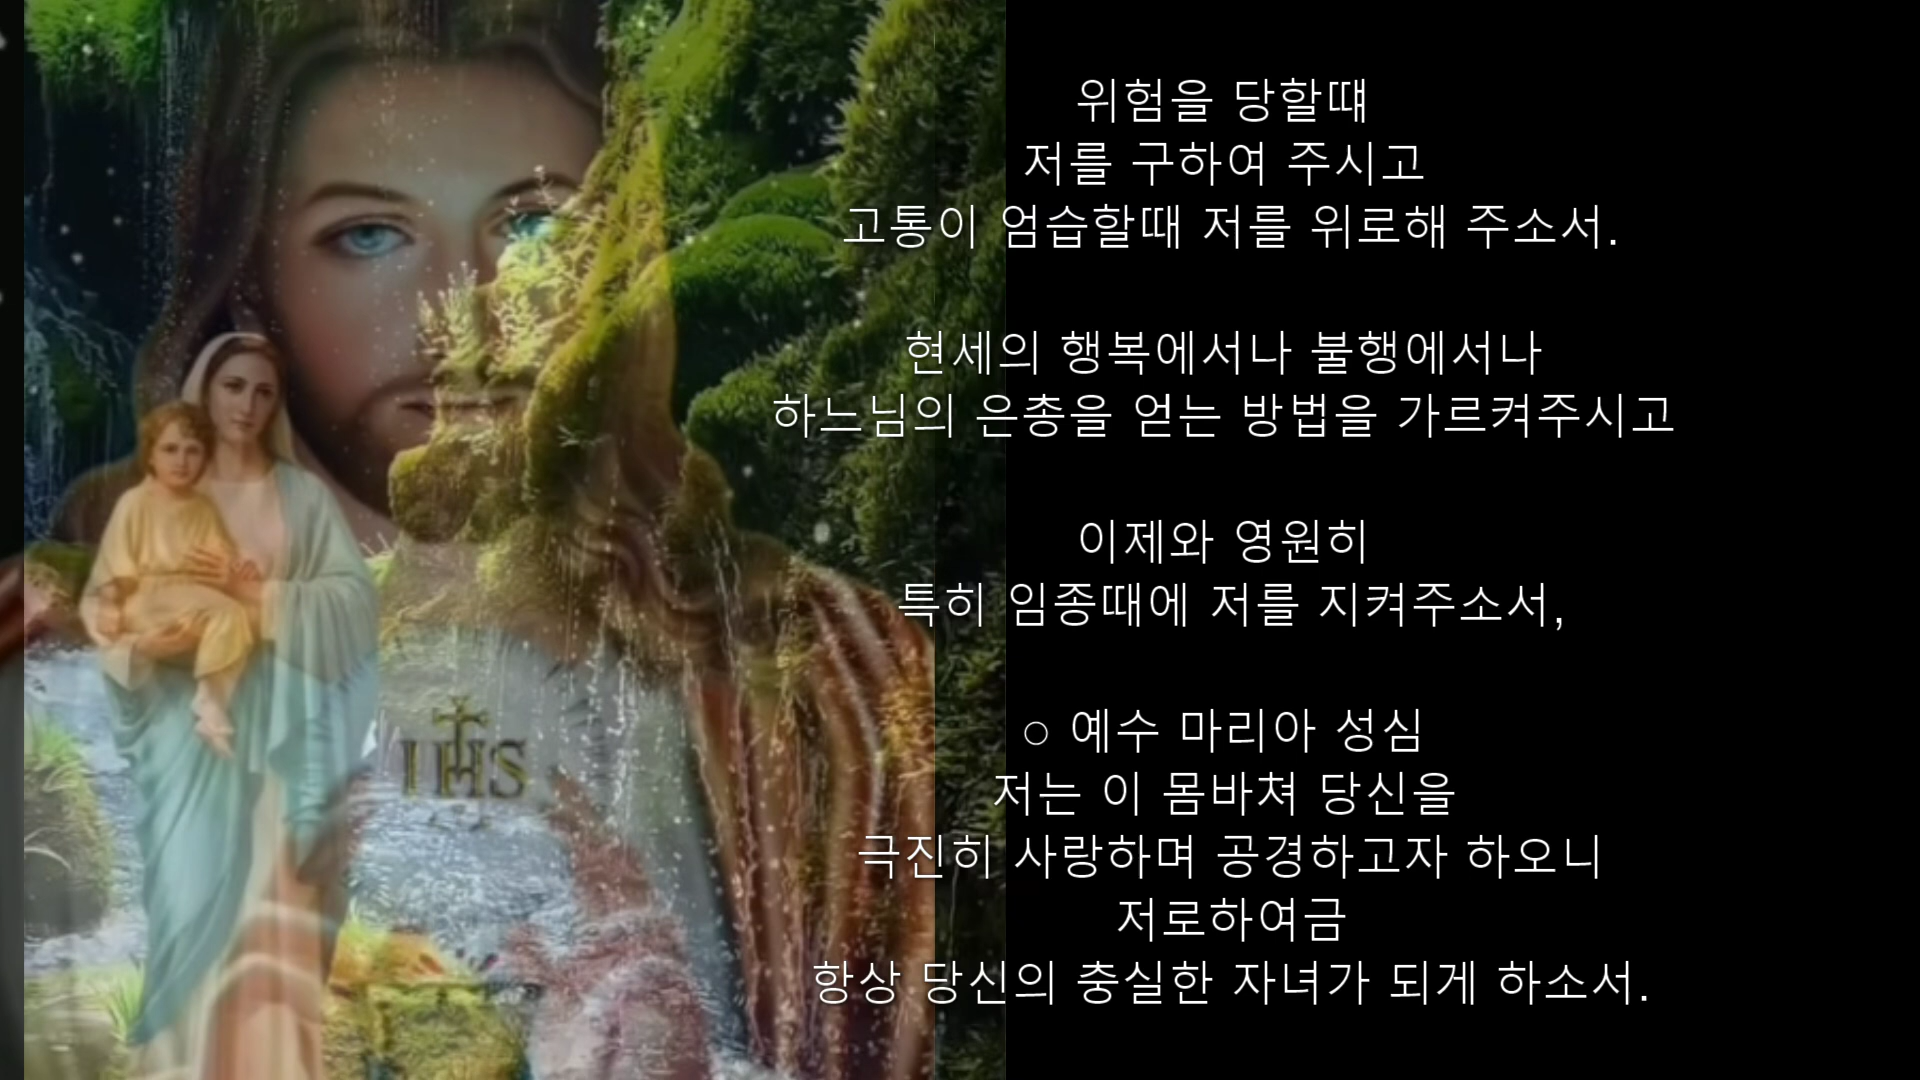 위험을 당할떄
저를 구하여 주시고
고통이 엄습할때 저를 위로해 주소서.
현세의 행복에서나 불행에서나
하느님의 은총을 얻는 방법을 가르켜주시고
이제와 영원히
특히 임종때에 저를 지켜주소서,
○ 예수 마리아 성심
저는 이 몸바쳐 당신을
극진히 사랑하며 공경하고자 하오니
저로하여금
항상 당신의 충실한 자녀가 되게 하소서.
IHS